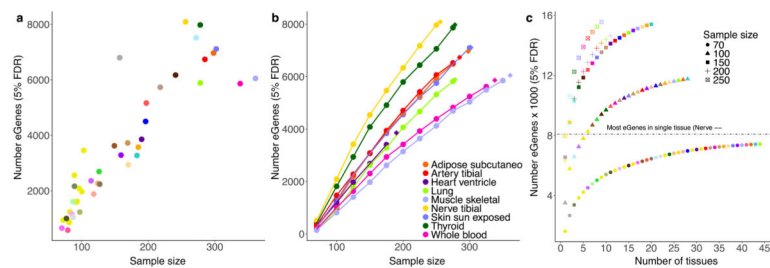 a
Number eGenes (5% FDR)
8000
6000
4000
2000
100
200
300
Sample size
b
Number eGenes (5% FDR)
8000
6000
4000
2000
0
100
200
300
Sample size
Adipose subcutaneo
Artery tibial
Heart ventricle
Lung
Muscle skeletal
Nerve tibial
Skin sun exposed
Thyroid
Whole blood
c
Number eGenes x 1000 (5% FDR)
16
12
8
4
0 5 10 15 20 25 30 35 40 45
Number of tissues
Sample size
70
100
150
200
250
Most eGenes in single tissue (Nerve